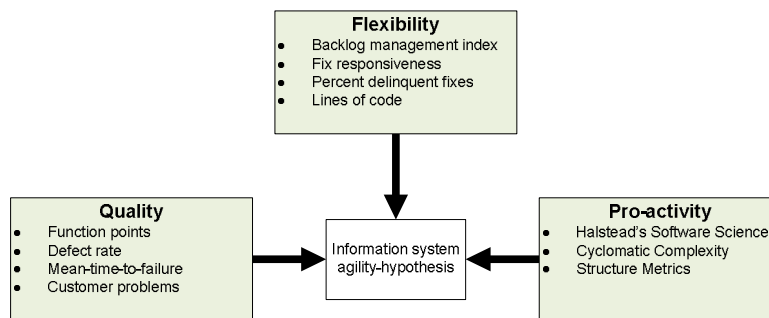 Flexibility
● Backlog management index
● Fix responsiveness
● Percent delinquent fixes
● Lines of code
Quality
● Function points
● Defect rate
● Mean-time-to-failure
● Customer problems
Information system
agility-hypothesis
Pro-activity
● Halstead's Software Science
● Cyclomatic Complexity
● Structure Metrics